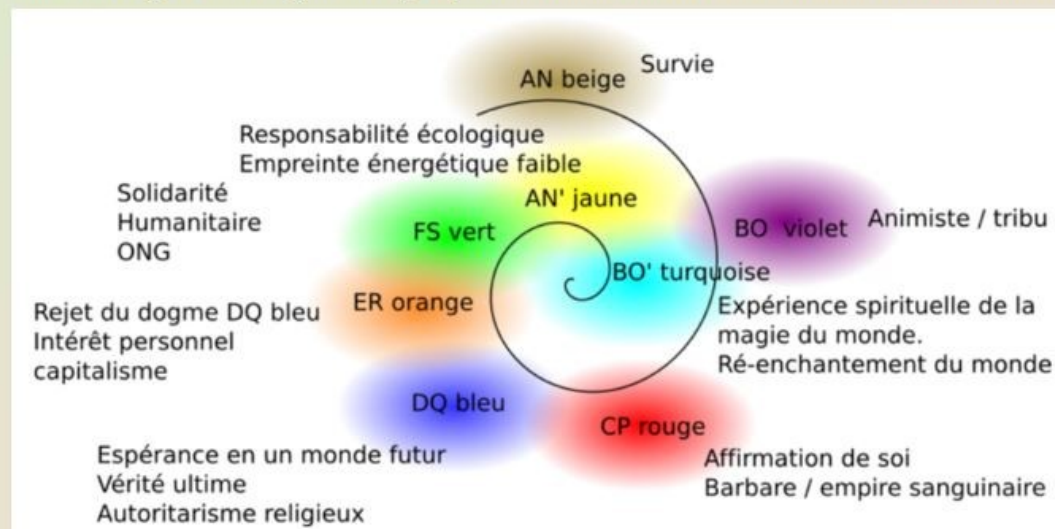 AN beige
Survie
Responsabilité écologique
Empreinte énergétique faible
AN' jaune
Solidarité
Humanitaire
ONG
FS vert
BO violet
Animiste / tribu
BO' turquoise
ER orange
Rejet du dogme DQ bleu
Intérêt personnel
capitalisme
Expérience spirituelle de la
magie du monde.
Ré-enchantement du monde
DQ bleu
CP rouge
Espérance en un monde futur
Vérité ultime
Autoritarisme religieux
Affirmation de soi
Barbare / empire sanguinaire